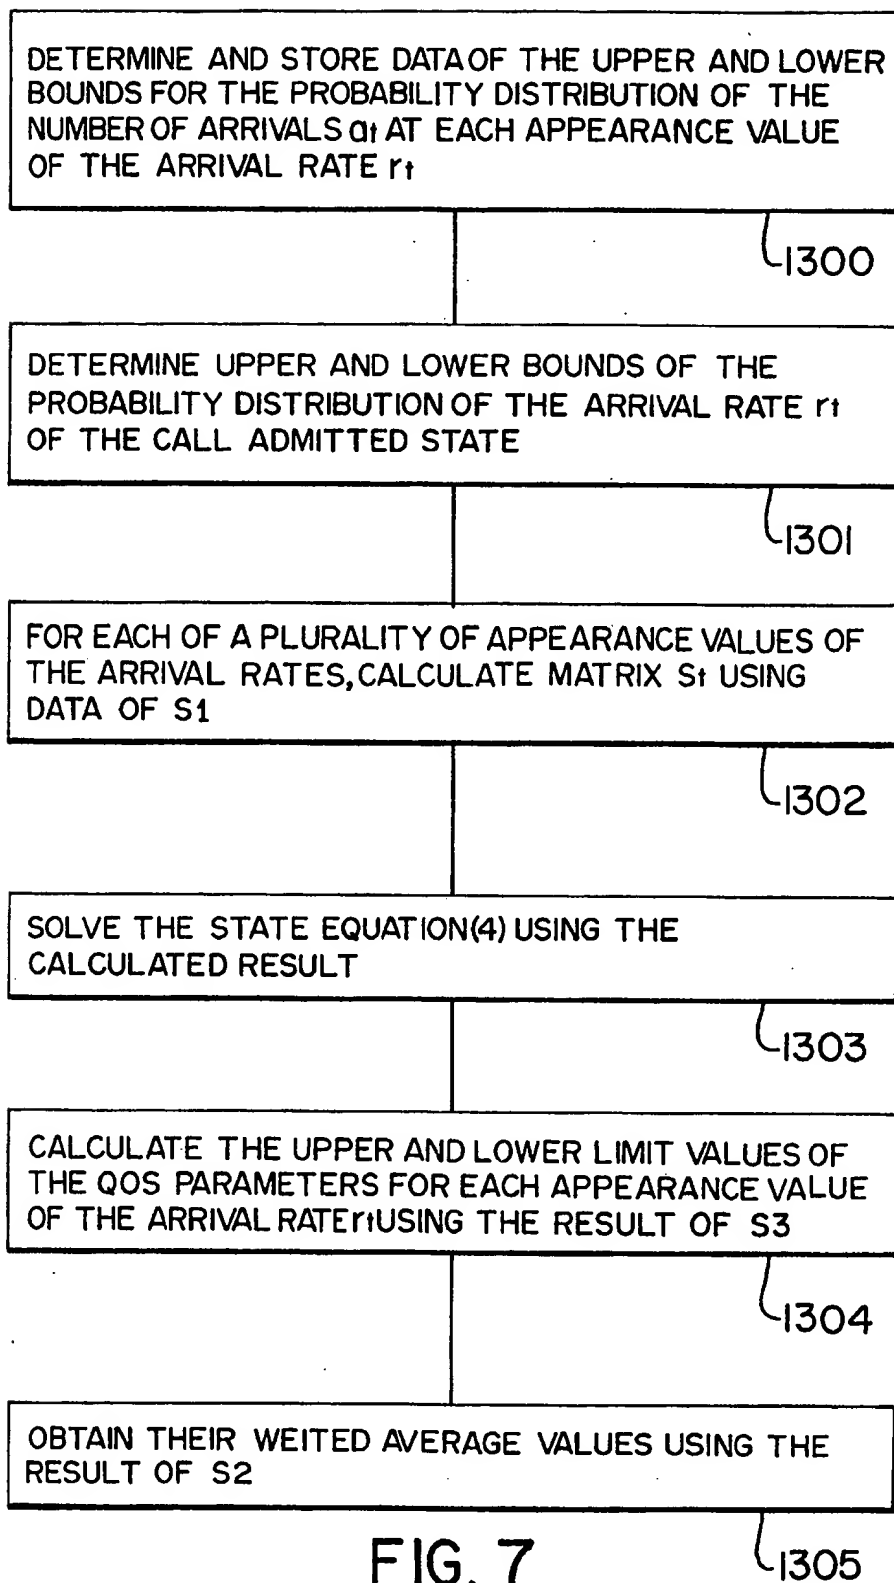 DETERMINE AND STORE DATA OF THE UPPER AND LOWER
BOUNDS FOR THE PROBABILITY DISTRIBUTION OF THE
NUMBER OF ARRIVALS at AT EACH APPEARANCE VALUE
OF THE ARRIVAL RATE rt
1300
DETERMINE UPPER AND LOWER BOUNDS OF THE
PROBABILITY DISTRIBUTION OF THE ARRIVAL RATE rt
OF THE CALL ADMITTED STATE
1301
FOR EACH OF A PLURALITY OF APPEARANCE VALUES OF
THE ARRIVAL RATES, CALCULATE MATRIX St USING
DATA OF S1
1302
SOLVE THE STATE EQUATION(4) USING THE
CALCULATED RESULT
1303
CALCULATE THE UPPER AND LOWER LIMIT VALUES OF
THE QOS PARAMETERS FOR EACH APPEARANCE VALUE
OF THE ARRIVAL RATE rt USING THE RESULT OF S3
1304
OBTAIN THEIR WEITED AVERAGE VALUES USING THE
RESULT OF S2
1305
FIG. 7